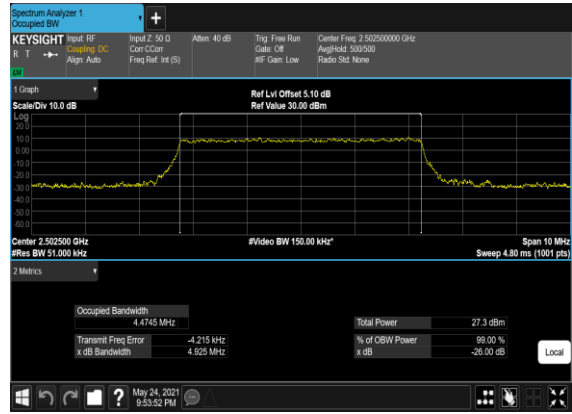 Spectrum Analyzer 1
Occupied BW
+
KEYSIGHT Input: RF Input Z: 50 Ω Atten: 40 dB Trig: Free Run Center Freq: 2.502500000 GHz
R T Coupling: DC Corr CCorr Gate: Off Avg|Hold: 500/500
Align: Auto Freq Ref: Int (S) #IF Gain: Low Radio Std: None
1 Graph
Ref Lvl Offset 5.10 dB
Scale/Div 10.0 dB Ref Value 30.00 dBm
Log
20.0
10.0
0.00
-10.0
-20.0
-30.0
-40.0
-50.0
-60.0
Center 2.502500 GHz #Video BW 150.00 kHz* Span 10 MHz
#Res BW 51.000 kHz Sweep 4.80 ms (1001 pts)
2 Metrics
Occupied Bandwidth
4.4745 MHz Total Power 27.3 dBm
Transmit Freq Error -4.215 kHz % of OBW Power 99.00 %
x dB Bandwidth 4.925 MHz x dB -26.00 dB
Local
? May 24, 2021
9:53:52 PM